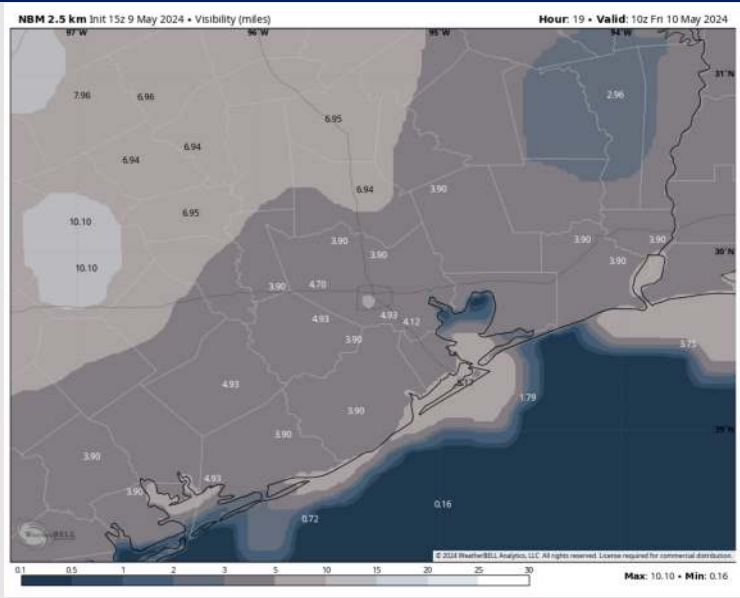 NBM 2.5 km Init 15z 9 May 2024 • Visibility (miles) Hour: 19 • Valid: 10z Fri 10 May 2024
97°W 96°W 95°W 94°W
31°N
7.96 6.96 2.96
6.95
6.94 6.94
6.94 3.90
6.95
10.10
3.90 3.90 3.90
3.90 30°N
3.90
10.10
3.90 4.70
4.93 4.93 4.12
3.90 3.75
4.93
1.79
3.90
3.90 29°N
3.90
4.93
3.90
0.72 0.16
WeatherBELL
© 2024 WeatherBELL Analytics, LLC. All rights reserved. License required for commercial distribution.
0.1 0.5 1 2 3 5 10 15 20 25 30
Max: 10.10 • Min: 0.16